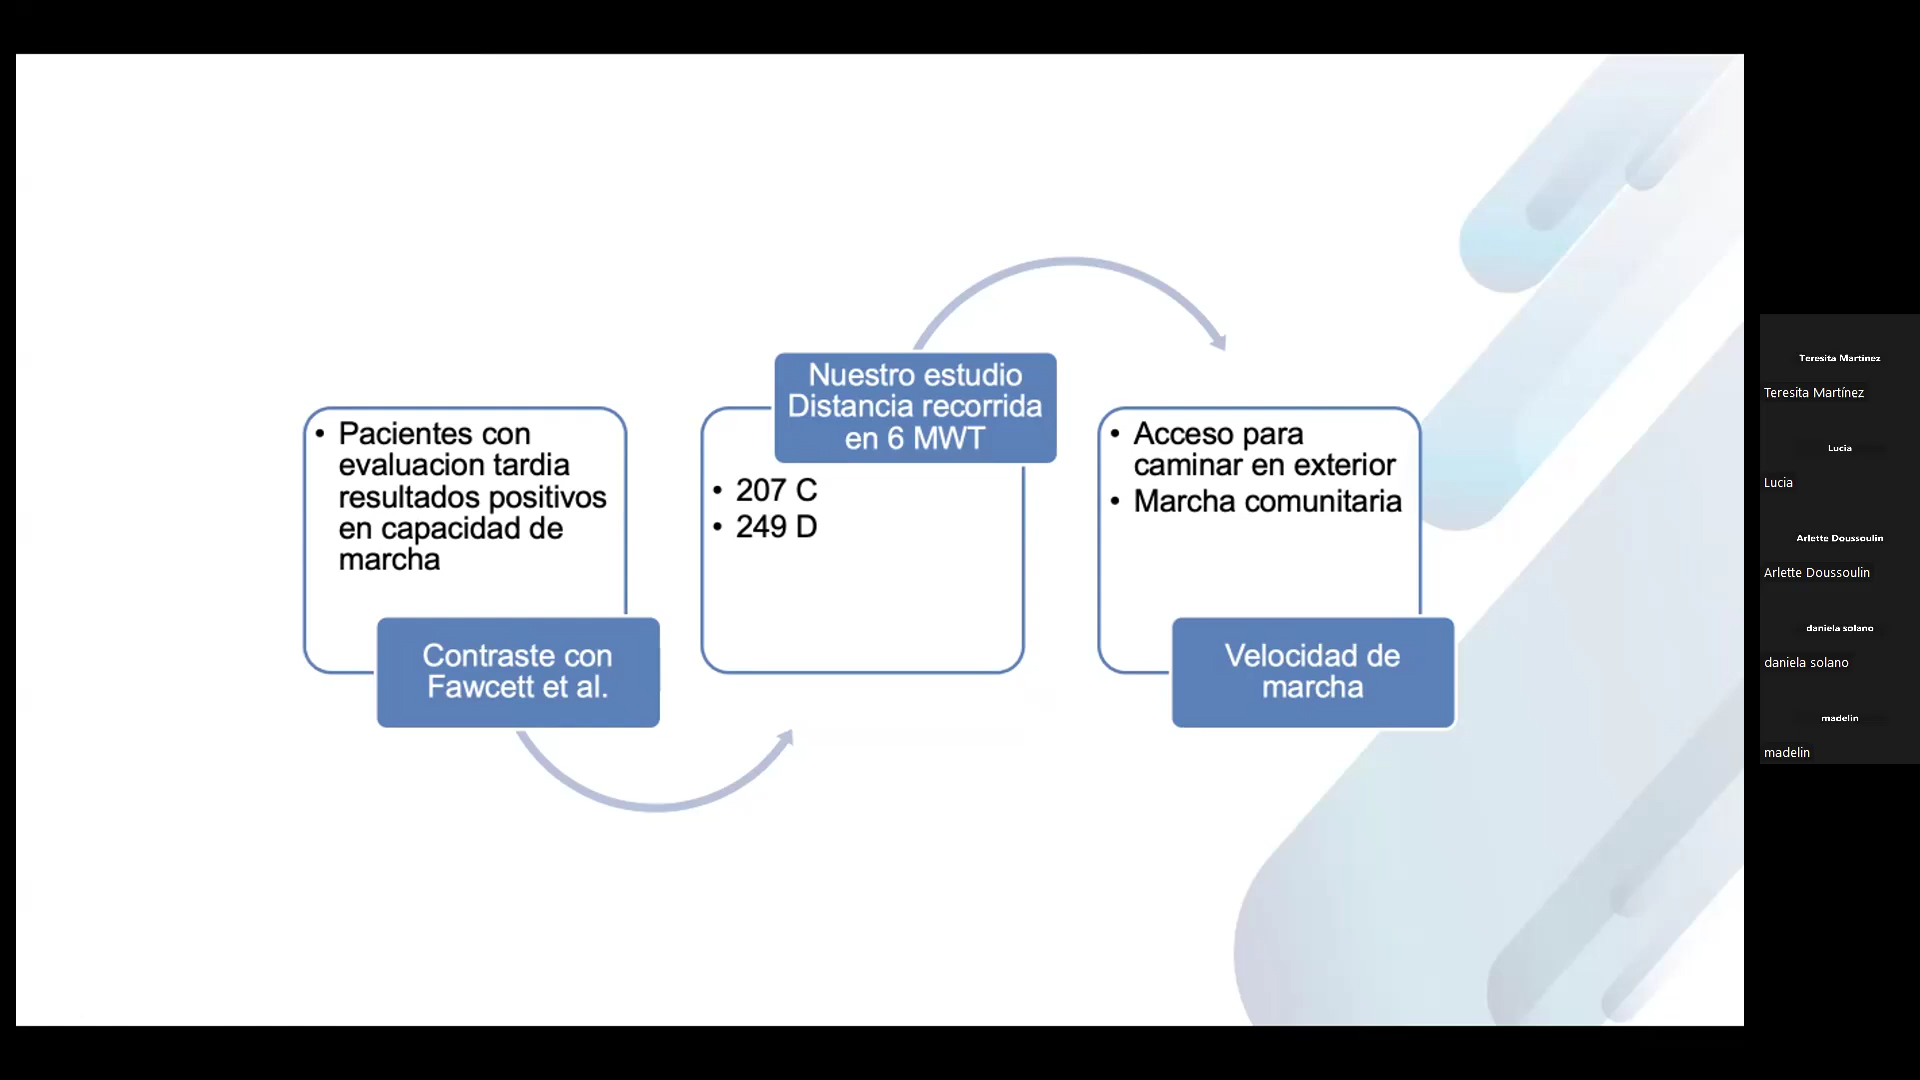 • Pacientes con
evaluacion tardia
resultados positivos
en capacidad de
marcha
Contraste con
Fawcett et al.
Nuestro estudio
Distancia recorrida
en 6 MWT
• 207 C
• 249 D
• Acceso para
caminar en exterior
• Marcha comunitaria
Velocidad de
marcha
Teresita Martínez
Teresita Martínez
Lucia
Lucia
Arlette Doussoulin
Arlette Doussoulin
daniela solano
daniela solano
madelin
madelin